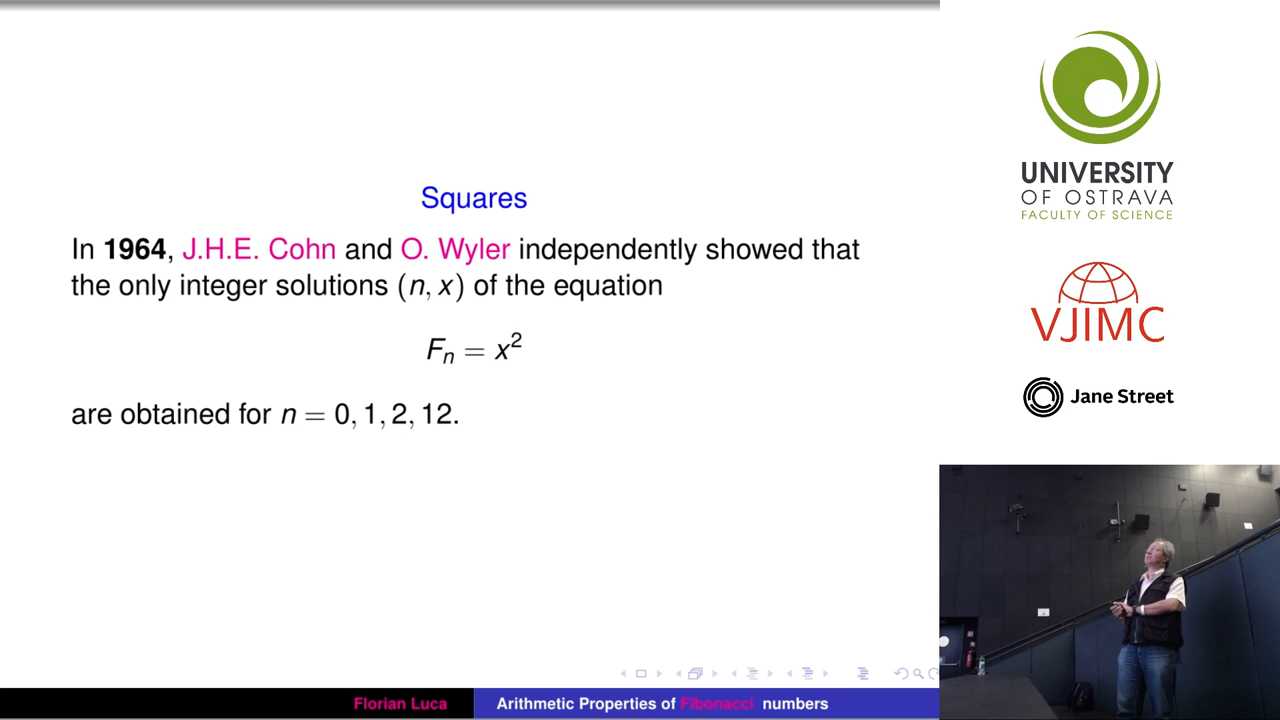 Squares
In 1964, J.H.E. Cohn and O. Wyler independently showed that
the only integer solutions (n, x) of the equation
Fₙ = x²
are obtained for n = 0, 1, 2, 12.
Florian Luca
Arithmetic Properties of Fibonacci numbers
UNIVERSITY
OF OSTRAVA
FACULTY OF SCIENCE
VJIMC
Jane Street